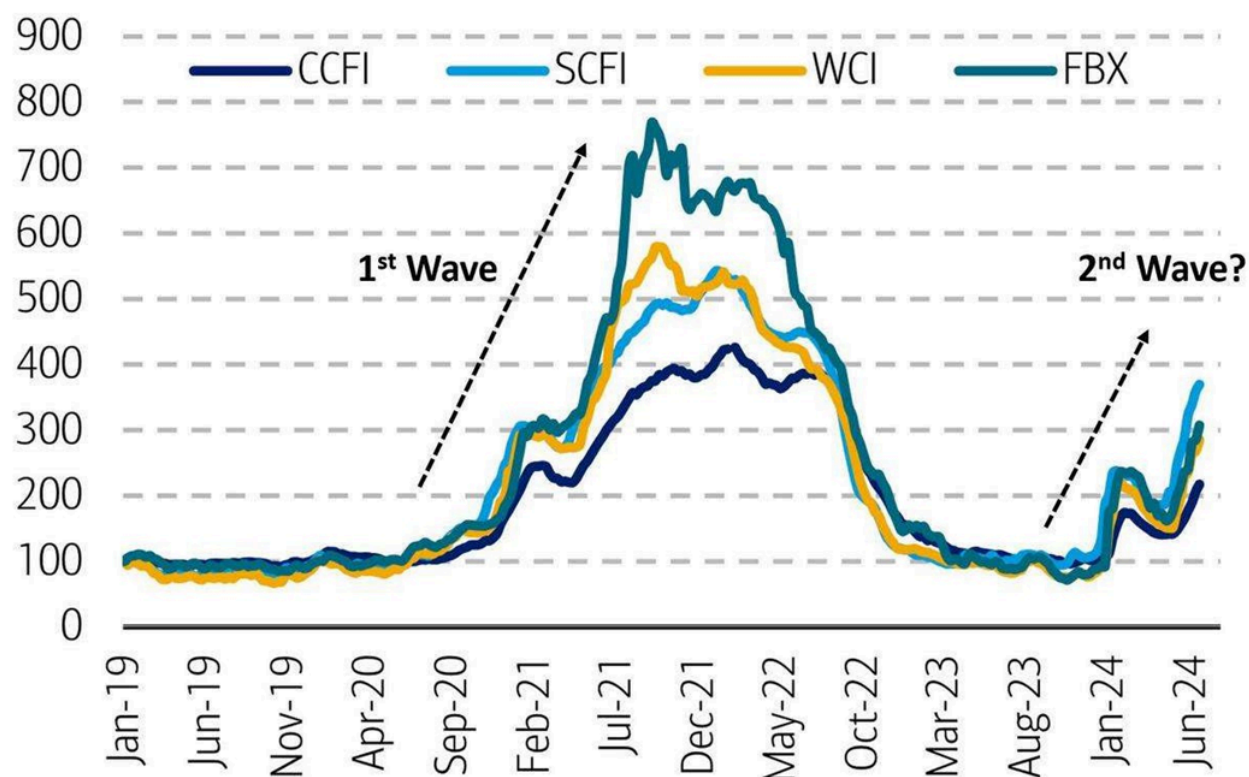 900
CCFI SCFI WCI FBX
800
700
600
1st Wave
2nd Wave?
500
400
300
200
100
0
Jan-19 Jun-19 Nov-19 Apr-20 Sep-20 Feb-21 Jul-21 Dec-21 May-22 Oct-22 Mar-23 Aug-23 Jan-24 Jun-24